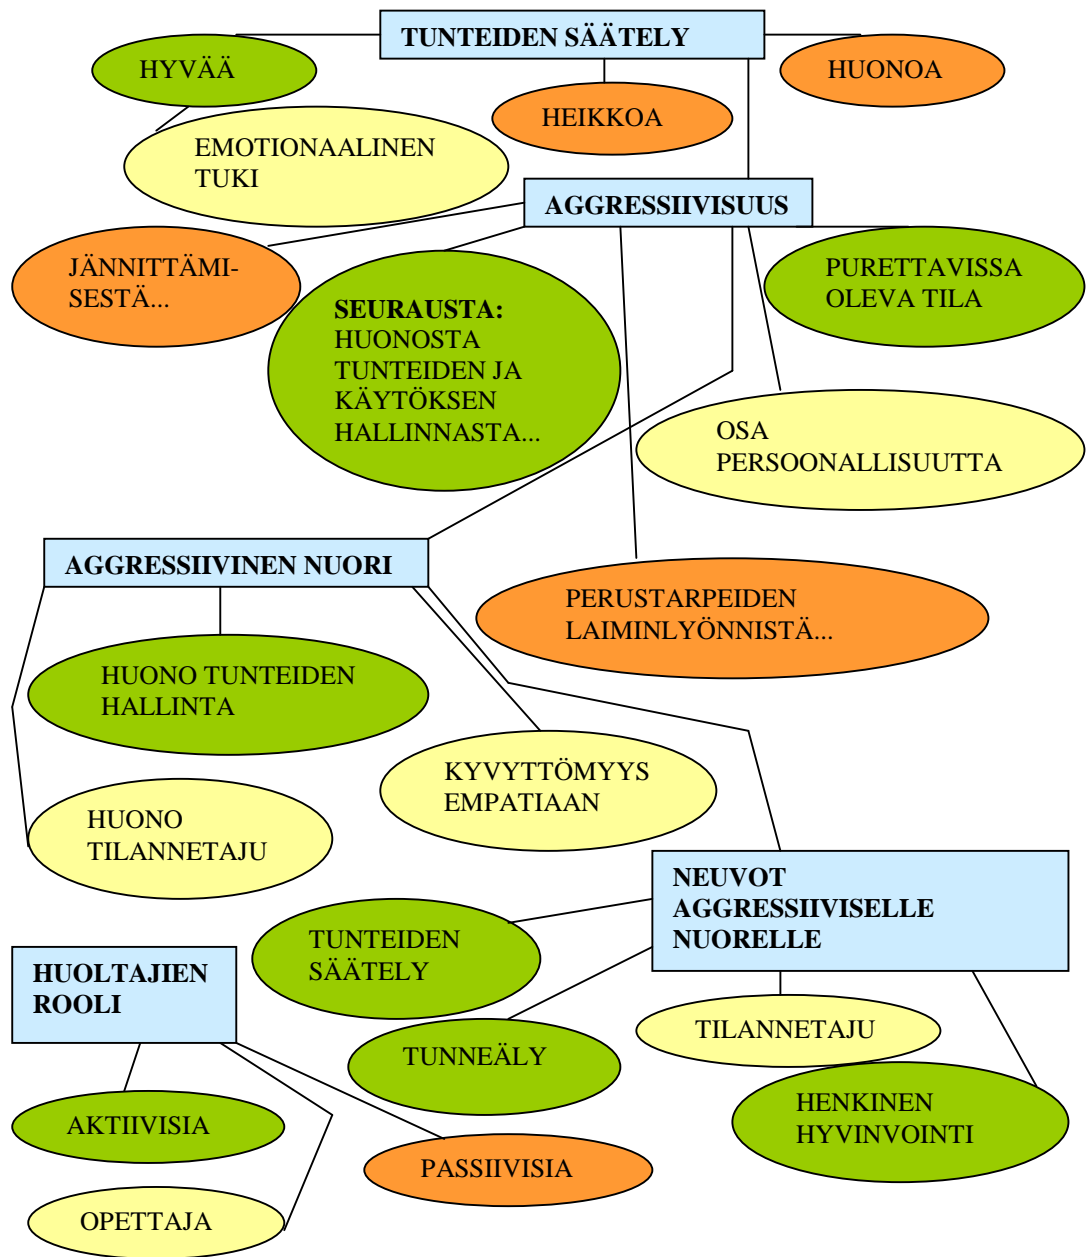 TUNTEIDEN SÄÄTELY
HYVÄÄ
HUONOA
HEIKKOA
EMOTIONAALINEN
TUKI
AGGRESSIIVISUUS
JÄNNITTÄMI-
SESTÄ...
SEURAUSTA:
HUONOSTA
TUNTEIDEN JA
KÄYTÖKSEN
HALLINNASTA...
PURETTAVISSA
OLEVA TILA
OSA
PERSOONALLISUUTTA
AGGRESSIIVINEN NUORI
PERUSTARPEIDEN
LAIMINLYÖNNISTÄ...
HUONO TUNTEIDEN
HALLINTA
KYVYTTÖMYYS
EMPATIAAN
HUONO
TILANNETAJU
NEUVOT
AGGRESSIIVISELLE
NUORELLE
TUNTEIDEN
SÄÄTELY
HUOLTAJIEN
ROOLI
TILANNETAJU
TUNNEÄLY
HENKINEN
HYVINVOINTI
AKTIIVISIA
PASSIIVISIA
OPETTAJA